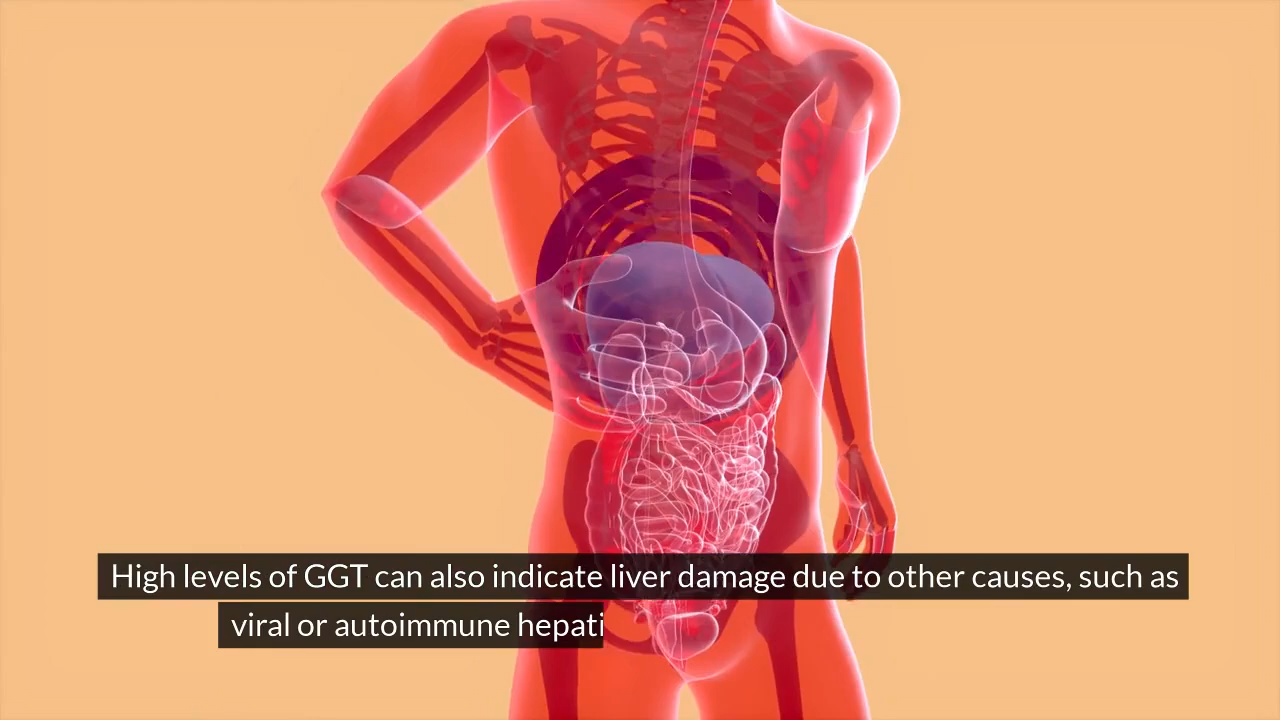 High levels of GGT can also indicate liver damage due to other causes, such as
viral or autoimmune hepati